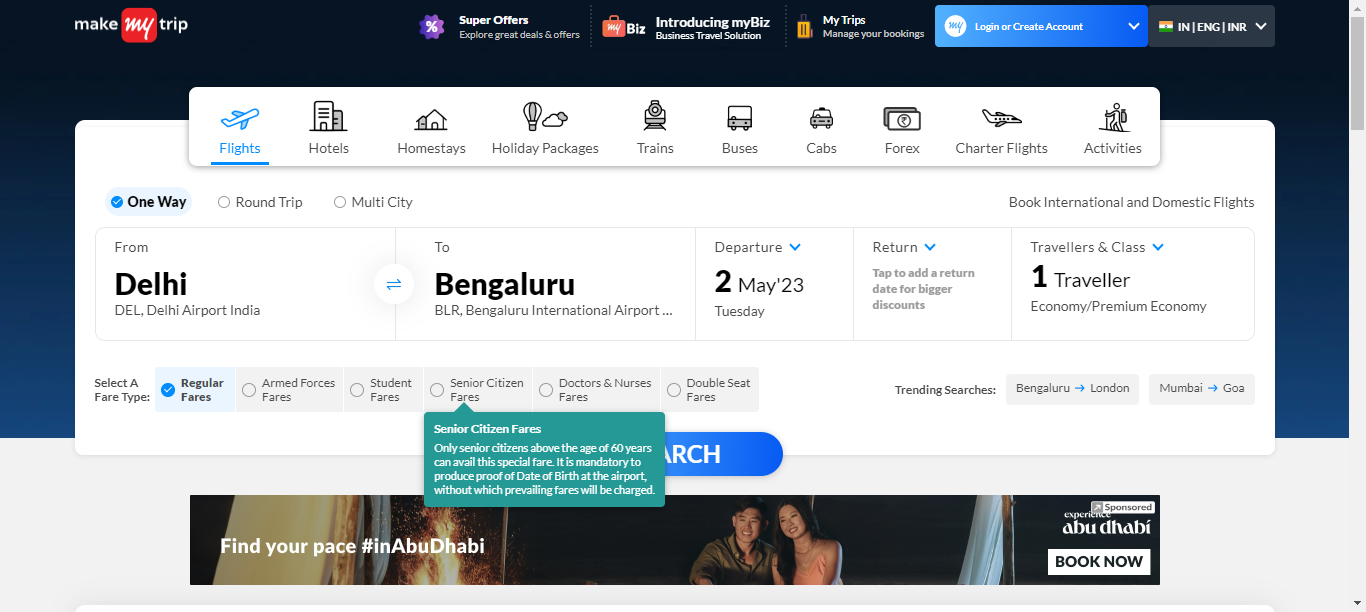 make my trip
%
Super Offers
Explore great deals & offers
my Biz
Introducing myBiz
Business Travel Solution
My Trips
Manage your bookings
my
Login or Create Account
IN | ENG | INR
Flights
Hotels
Homestays
Holiday Packages
Trains
Buses
Cabs
₹
Forex
Charter Flights
Activities
One Way
Round Trip
Multi City
Book International and Domestic Flights
From
Delhi
DEL, Delhi Airport India
To
Bengaluru
BLR, Bengaluru International Airport ...
Departure
2 May'23
Tuesday
Return
Tap to add a return
date for bigger
discounts
Travellers & Class
1 Traveller
Economy/Premium Economy
Select A
Fare Type:
Regular
Fares
Armed Forces
Fares
Student
Fares
Senior Citizen
Fares
Doctors & Nurses
Fares
Double Seat
Fares
Trending Searches:
Bengaluru → London
Mumbai → Goa
Senior Citizen Fares
Only senior citizens above the age of 60 years
can avail this special fare. It is mandatory to
produce proof of Date of Birth at the airport,
without which prevailing fares will be charged.
ARCH
Find your pace #inAbuDhabi
Sponsored
experience
abu dhabi
BOOK NOW